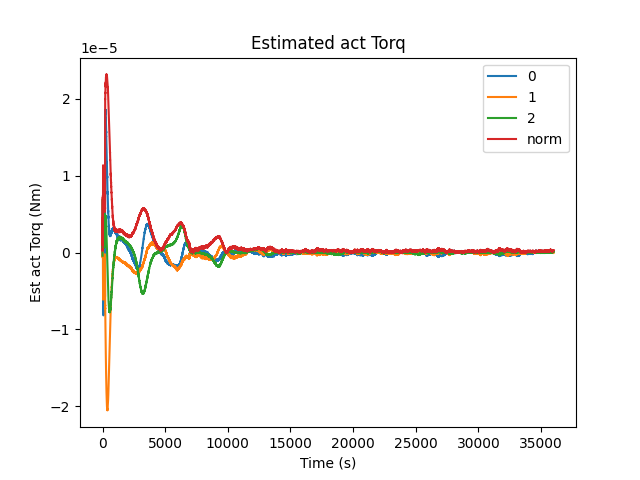 Estimated act Torq
1e−5
2
1
0
−1
−2
Est act Torq (Nm)
0
1
2
norm
0 5000 10000 15000 20000 25000 30000 35000
Time (s)